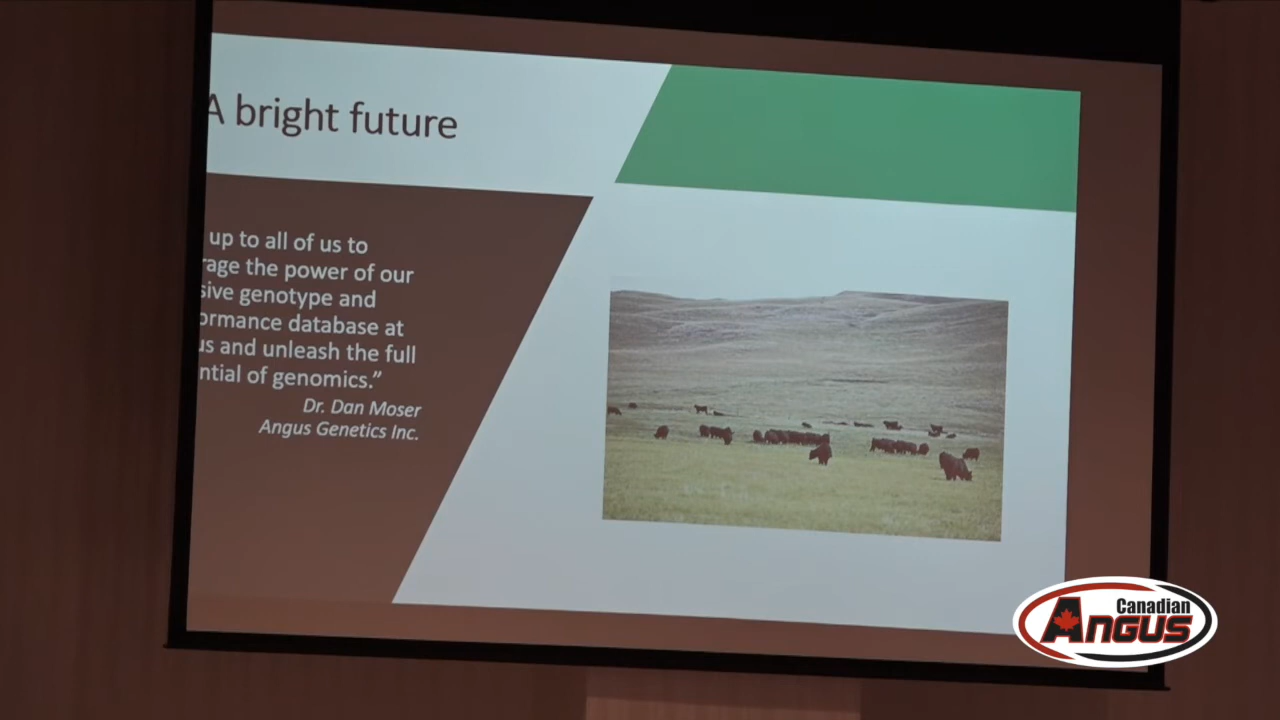 A bright future
up to all of us to
rage the power of our
sive genotype and
ormance database at
us and unleash the full
ntial of genomics.”
Dr. Dan Moser
Angus Genetics Inc.
Canadian
ANGUS